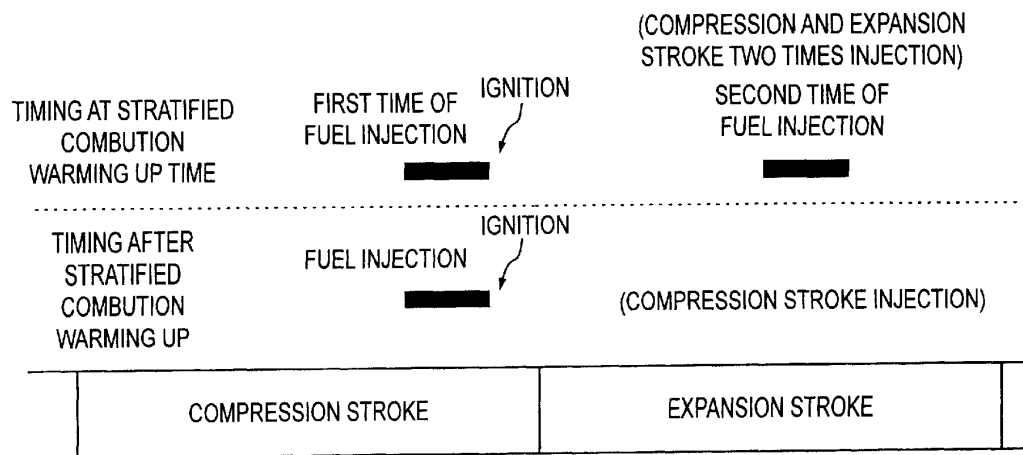 (COMPRESSION AND EXPANSION
STROKE TWO TIMES INJECTION)
TIMING AT STRATIFIED
COMBUTION
WARMING UP TIME
FIRST TIME OF
FUEL INJECTION
IGNITION
SECOND TIME OF
FUEL INJECTION
TIMING AFTER
STRATIFIED
COMBUTION
WARMING UP
FUEL INJECTION
IGNITION
(COMPRESSION STROKE INJECTION)
COMPRESSION STROKE
EXPANSION STROKE